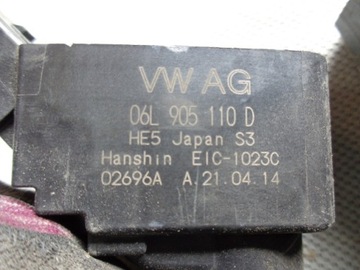 VW AG
06L 905 110 D
HE5 Japan S3
Hanshin EIC-1023C
02696A A.21.04.14